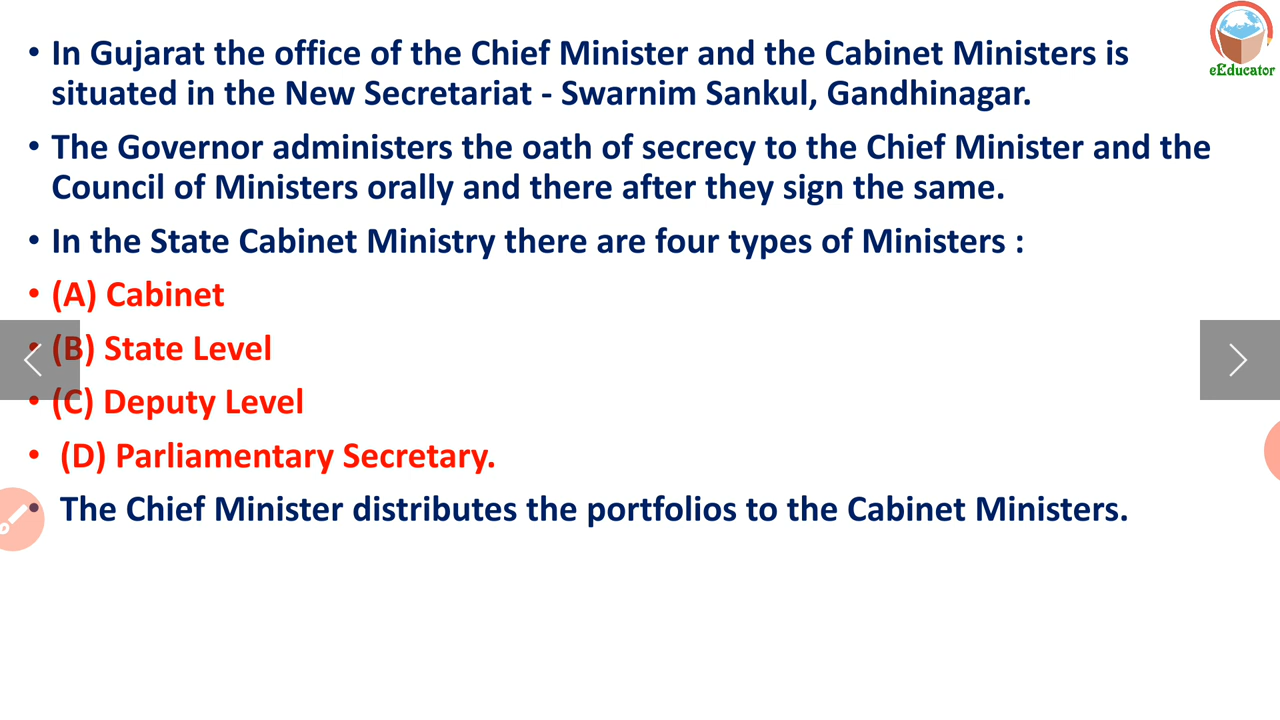 • In Gujarat the office of the Chief Minister and the Cabinet Ministers is
situated in the New Secretariat - Swarnim Sankul, Gandhinagar.
• The Governor administers the oath of secrecy to the Chief Minister and the
Council of Ministers orally and there after they sign the same.
• In the State Cabinet Ministry there are four types of Ministers :
• (A) Cabinet
• (B) State Level
• (C) Deputy Level
• (D) Parliamentary Secretary.
• The Chief Minister distributes the portfolios to the Cabinet Ministers.
eEducator